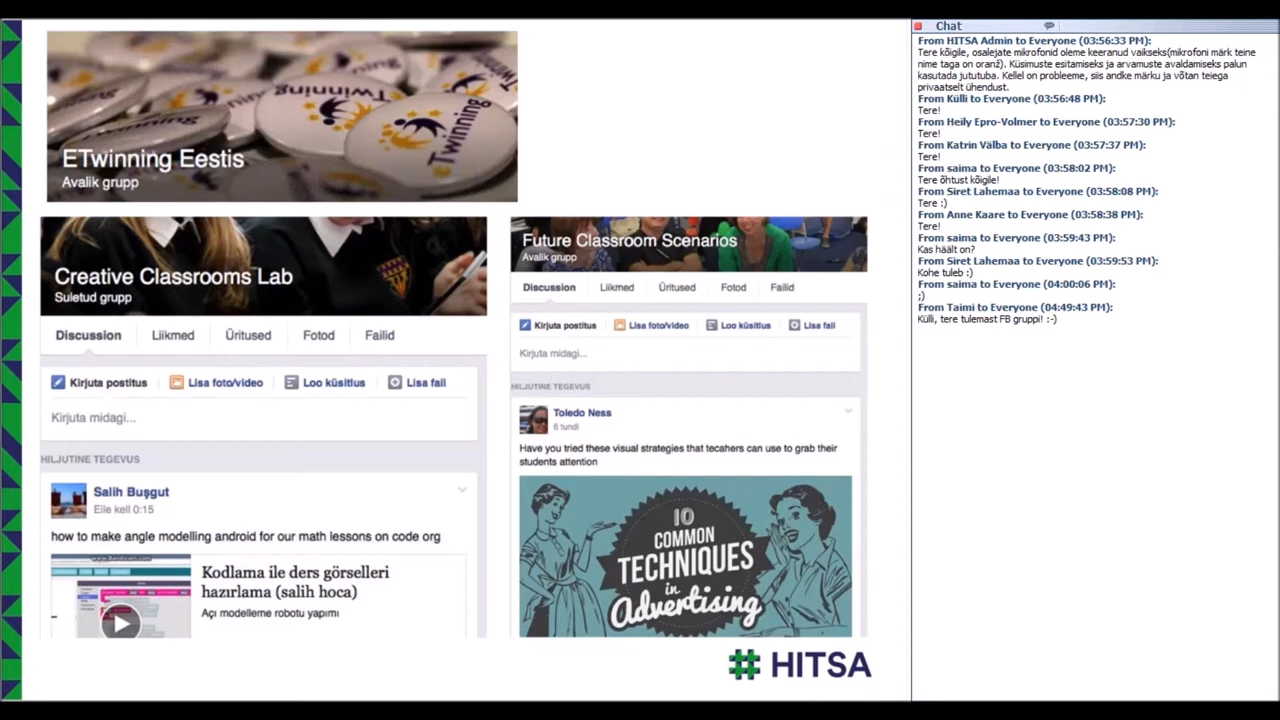 ETwinning Eestis
Avalik grupp
Twinning
Twinning
Creative Classrooms Lab
Suletud grupp
Discussion Liikmed Üritused Fotod Failid
Kirjuta postitus Lisa foto/video Loo küsitlus Lisa fail
Kirjuta midagi...
HILJUTINE TEGEVUS
Salih Buşgut
Eile kell 0:15
how to make angle modelling android for our math lessons on code org
www.Bandicam.com
Kodlama ile ders görselleri
hazırlama (salih hoca)
Açı modelleme robotu yapımı
Future Classroom Scenarios
Avalik grupp
Discussion Liikmed Üritused Fotod Failid
Kirjuta postitus Lisa foto/video Loo küsitlus Lisa fail
Kirjuta midagi...
HILJUTINE TEGEVUS
Toledo Ness
6 tundi
Have you tried these visual strategies that tecahers can use to grab their
students attention
10
COMMON
TECHNIQUES
in
Advertising
HITSA
Chat
From HITSA Admin to Everyone (03:56:33 PM):
Tere kõigile, osalejate mikrofonid oleme keeranud vaikseks(mikrofoni märk teine
nime taga on oranž). Küsimuste esitamiseks ja arvamuste avaldamiseks palun
kasutada jututuba. Kellel on probleeme, siis andke märku ja võtan teiega
privaatselt ühendust.
From Külli to Everyone (03:56:48 PM):
Tere!
From Heily Epro-Volmer to Everyone (03:57:30 PM):
Tere!
From Katrin Välba to Everyone (03:57:37 PM):
Tere!
From saima to Everyone (03:58:02 PM):
Tere õhtust kõigile!
From Siret Lahemaa to Everyone (03:58:08 PM):
Tere :)
From Anne Kaare to Everyone (03:58:38 PM):
Tere!
From saima to Everyone (03:59:43 PM):
Kas häält on?
From Siret Lahemaa to Everyone (03:59:53 PM):
Kohe tuleb :)
From saima to Everyone (04:00:06 PM):
;)
From Taimi to Everyone (04:49:43 PM):
Külli, tere tulemast FB gruppi! :-)